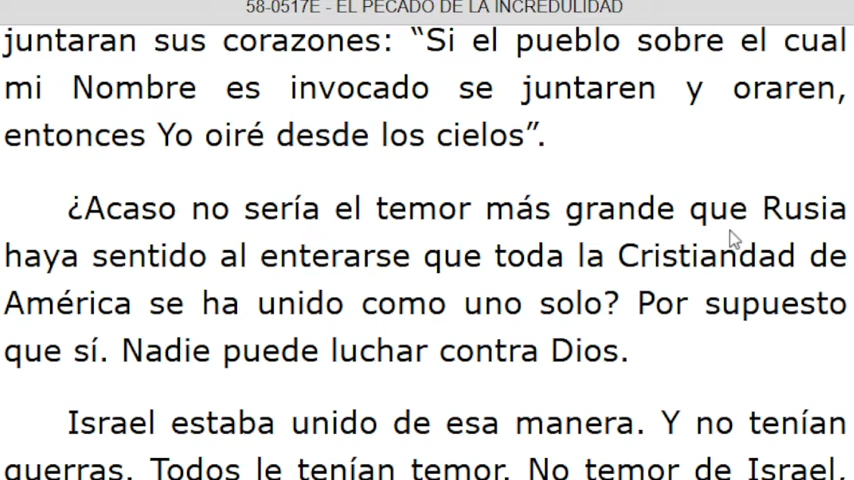 58-0517E - EL PECADO DE LA INCREDULIDAD
juntaran sus corazones: “Si el pueblo sobre el cual
mi Nombre es invocado se juntaren y oraren,
entonces Yo oiré desde los cielos”.
¿Acaso no sería el temor más grande que Rusia
haya sentido al enterarse que toda la Cristiandad de
América se ha unido como uno solo? Por supuesto
que sí. Nadie puede luchar contra Dios.
Israel estaba unido de esa manera. Y no tenían
guerras. Todos le tenían temor. No temor de Israel,